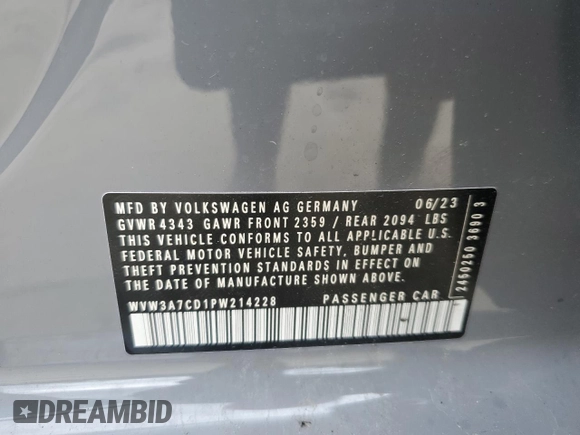 MFD BY VOLKSWAGEN AG GERMANY 06/23
GVWR 4343 GAWR FRONT 2359 / REAR 2094 LBS
THIS VEHICLE CONFORMS TO ALL APPLICABLE U.S.
FEDERAL MOTOR VEHICLE SAFETY, BUMPER AND
THEFT PREVENTION STANDARDS IN EFFECT ON
THE DATE OF MANUFACTURE SHOWN ABOVE.
WVW3A7CD1PW214228 PASSENGER CAR
2450250 3690 3
DREAMBID